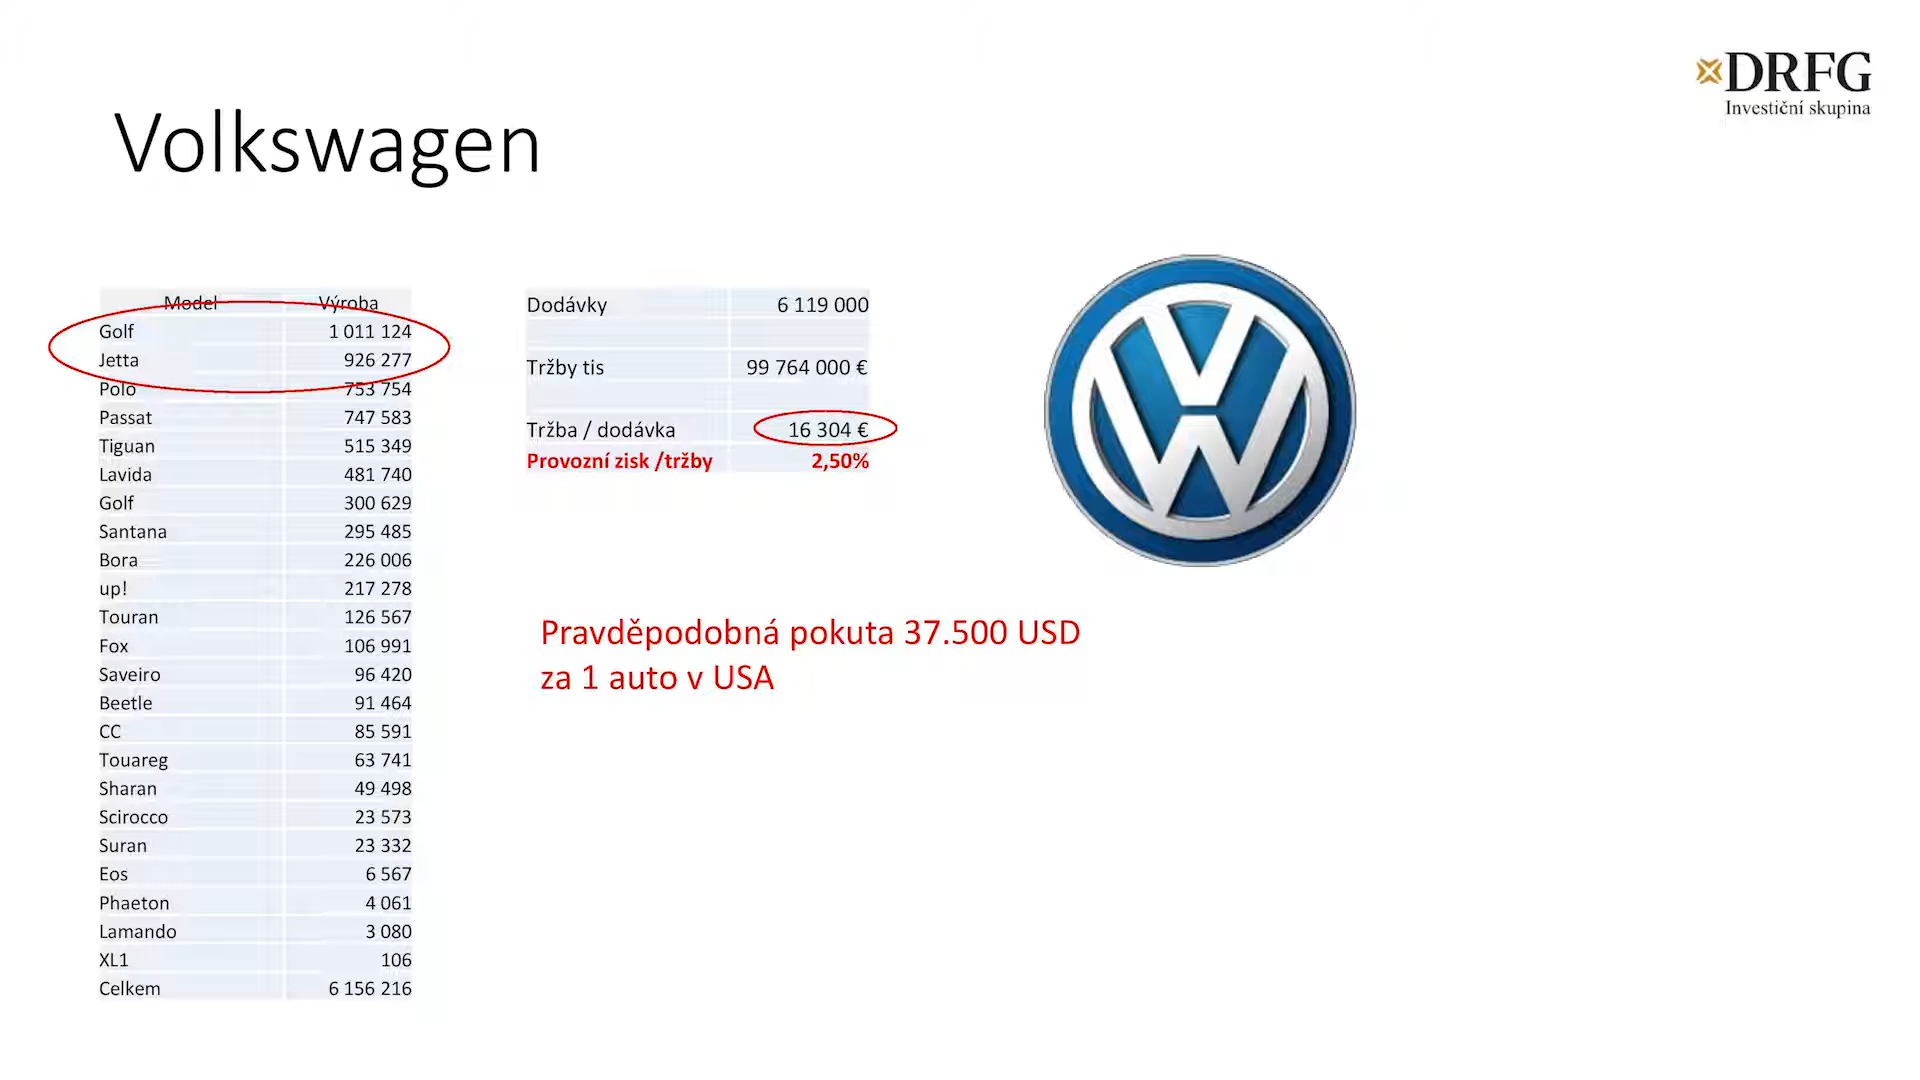 DRFG
Investiční skupina
Volkswagen
Model Výroba
Golf 1 011 124
Jetta 926 277
Polo 753 754
Passat 747 583
Tiguan 515 349
Lavida 481 740
Golf 300 629
Santana 295 485
Bora 226 006
up! 217 278
Touran 126 567
Fox 106 991
Saveiro 96 420
Beetle 91 464
CC 85 591
Touareg 63 741
Sharan 49 498
Scirocco 23 573
Suran 23 332
Eos 6 567
Phaeton 4 061
Lamando 3 080
XL1 106
Celkem 6 156 216
Dodávky 6 119 000
Tržby tis 99 764 000 €
Tržba / dodávka 16 304 €
Provozní zisk /tržby 2,50%
Pravděpodobná pokuta 37.500 USD
za 1 auto v USA